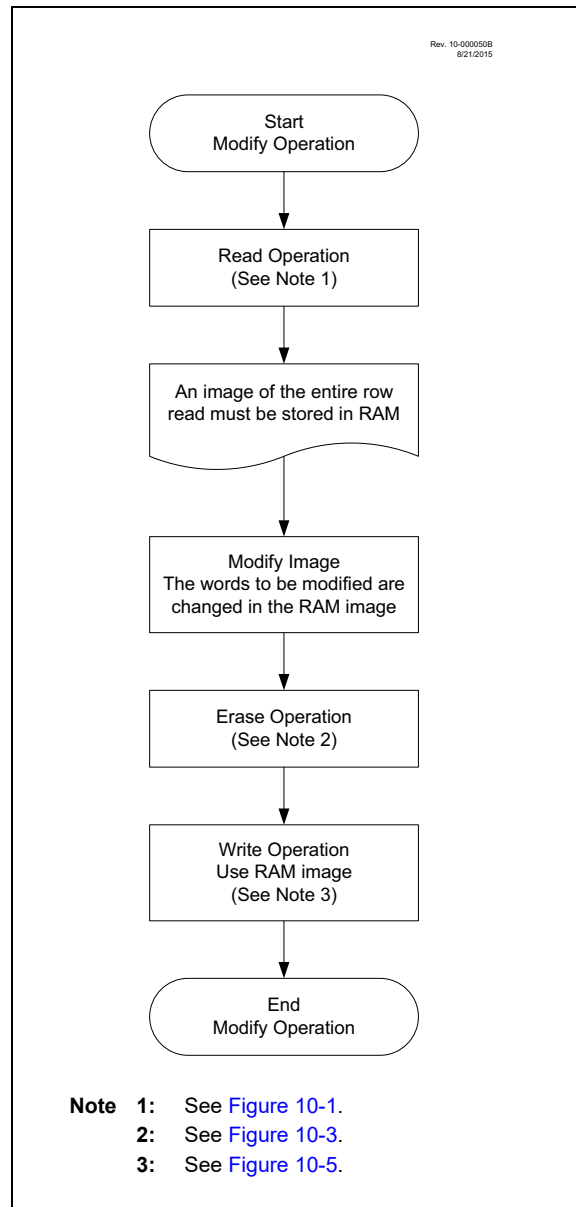 Rev. 10-000050B
8/21/2015
Start
Modify Operation
Read Operation
(See Note 1)
An image of the entire row
read must be stored in RAM
Modify Image
The words to be modified are
changed in the RAM image
Erase Operation
(See Note 2)
Write Operation
Use RAM image
(See Note 3)
End
Modify Operation
Note 1: See Figure 10-1.
2: See Figure 10-3.
3: See Figure 10-5.